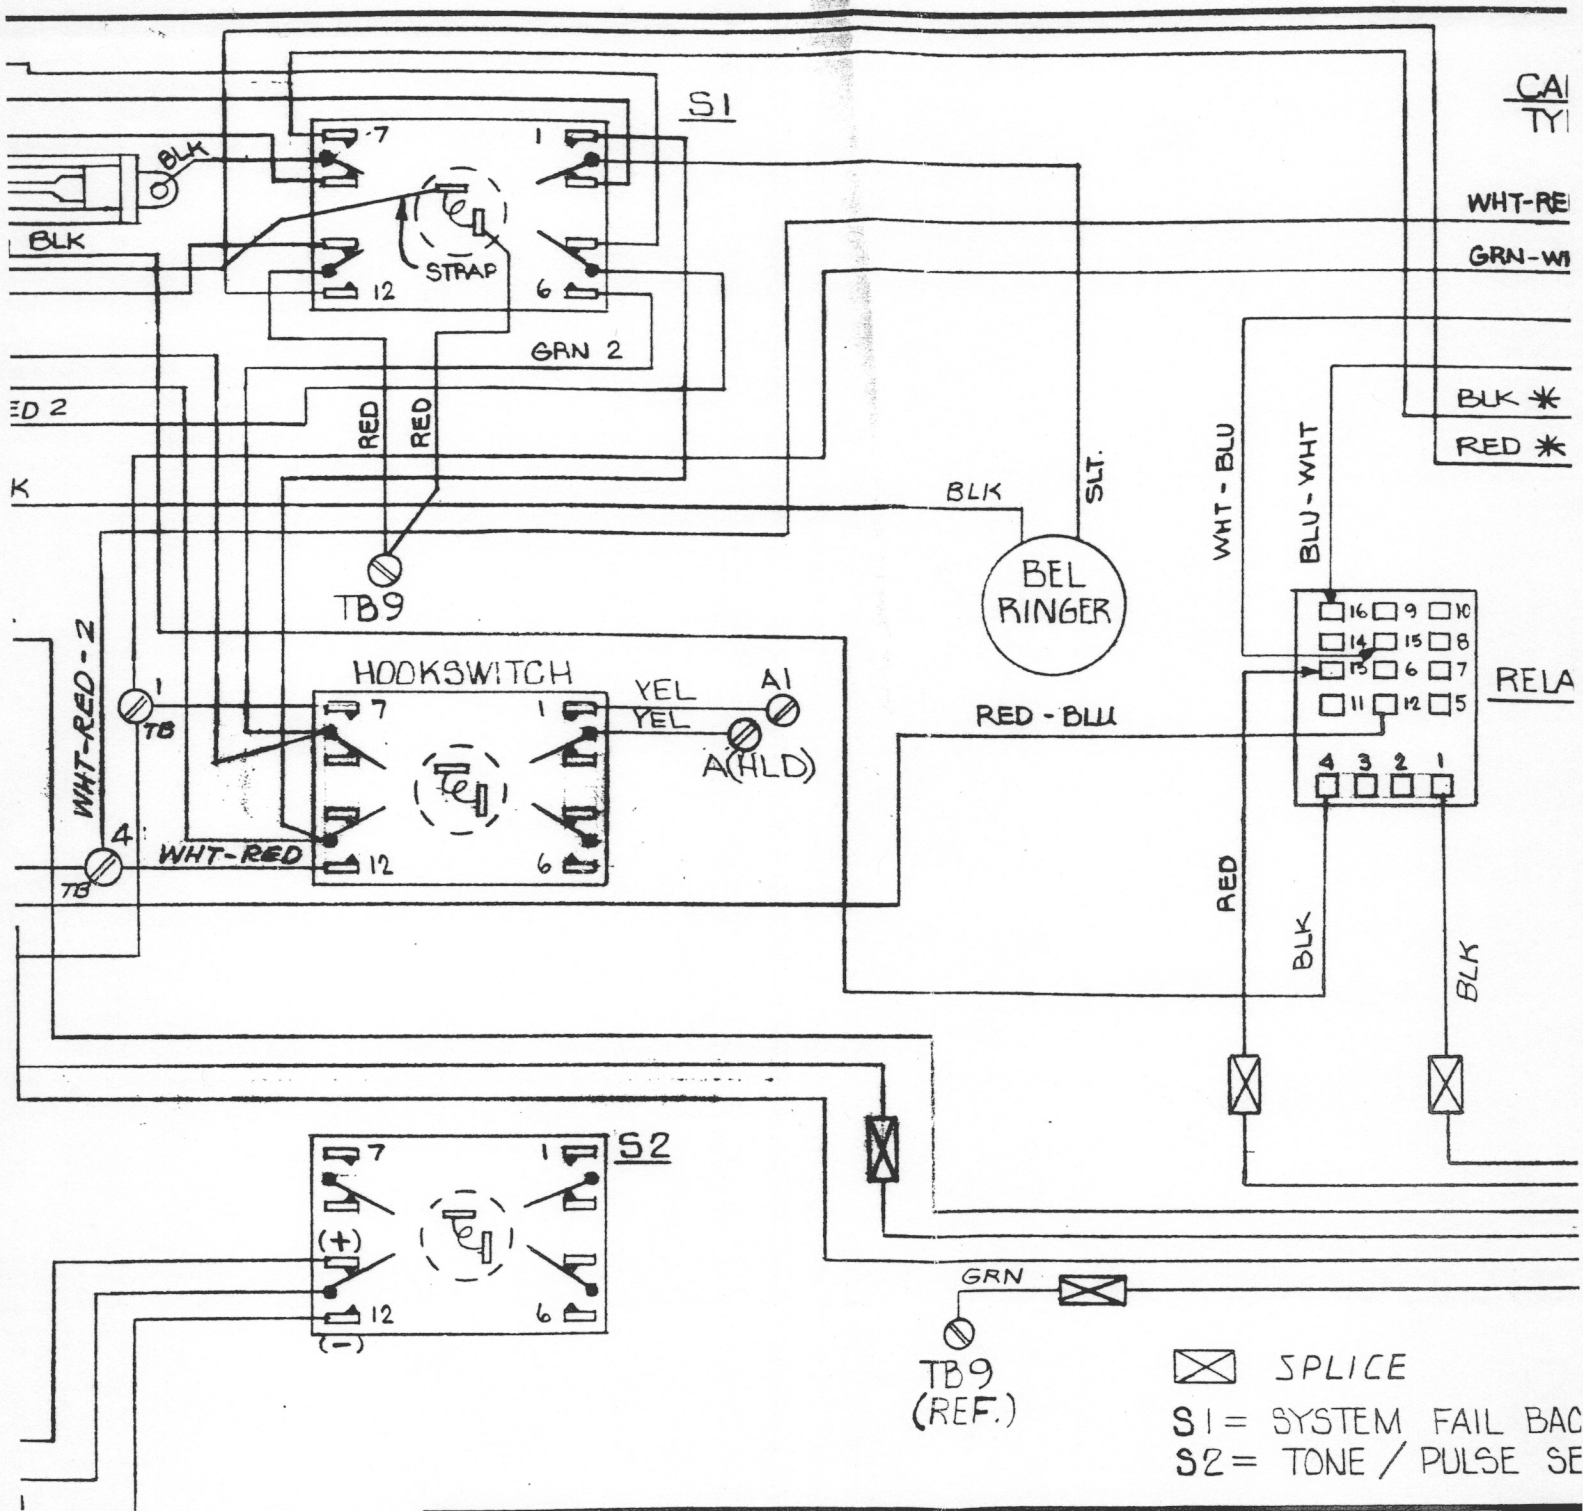 S1
CAI
TYI
7
1
BLK
BLK
STRAP
12
6
WHT-RE
GRN-WI
GRN 2
ED 2
RED
RED
BLK *
RED *
WHT-BLU
BLU-WHT
SLT.
K
BLK
BEL
RINGER
TB9
WHT-RED-2
HOOKSWITCH
1
TB
7
1
YEL
YEL
A1
A(HLD)
RED-BLU
16 9 10
14 15 8
13 6 7
11 12 5
4 3 2 1
RELA
4
TB
WHT-RED
12
6
RED
BLK
BLK
S2
7
1
(+)
12
6
(-)
GRN
TB9
(REF.)
SPLICE
S1 = SYSTEM FAIL BAC
S2 = TONE / PULSE SE